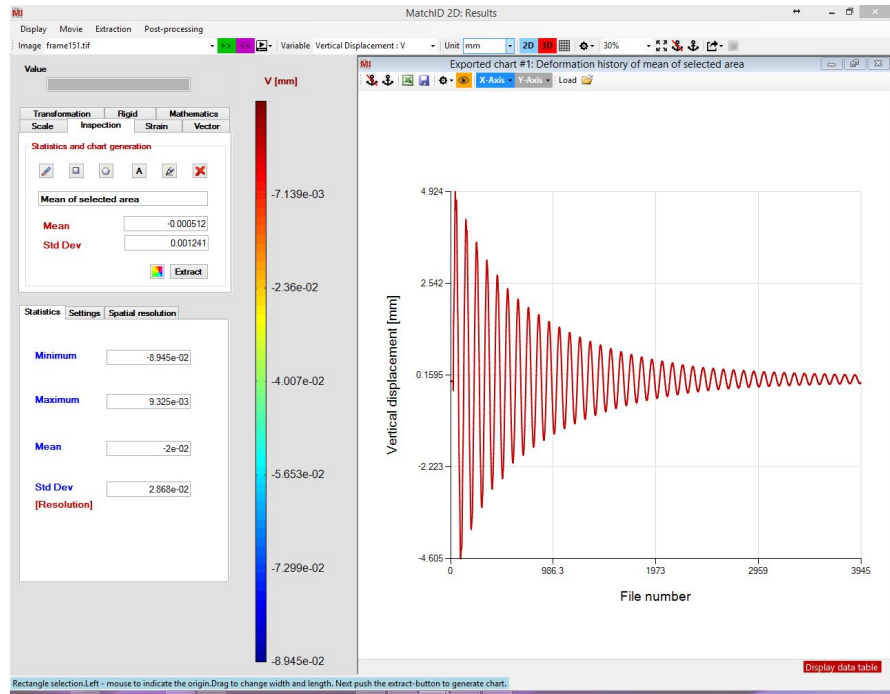 MI MatchID 2D: Results
Display Movie Extraction Post-processing
Image frame151.tif >> << Variable Vertical Displacement : V Unit mm 2D 3D 30%
Value
V [mm]
Transformation Rigid Mathematics
Scale Inspection Strain Vector
Statistics and chart generation
A
Mean of selected area
Mean -0.000512
Std Dev 0.001241
Extract
Statistics Settings Spatial resolution
Minimum -8.945e-02
Maximum 9.325e-03
Mean -2e-02
Std Dev 2.868e-02
[Resolution]
-7.139e-03
-2.36e-02
-4.007e-02
-5.653e-02
-7.299e-02
-8.945e-02
MI Exported chart #1: Deformation history of mean of selected area
X-Axis Y-Axis Load
Vertical displacement [mm]
4.924
2.542
0.1595
-2.223
-4.605
0 986.3 1973 2959 3945
File number
Display data table
Rectangle selection.Left - mouse to indicate the origin.Drag to change width and length. Next push the extract-button to generate chart.